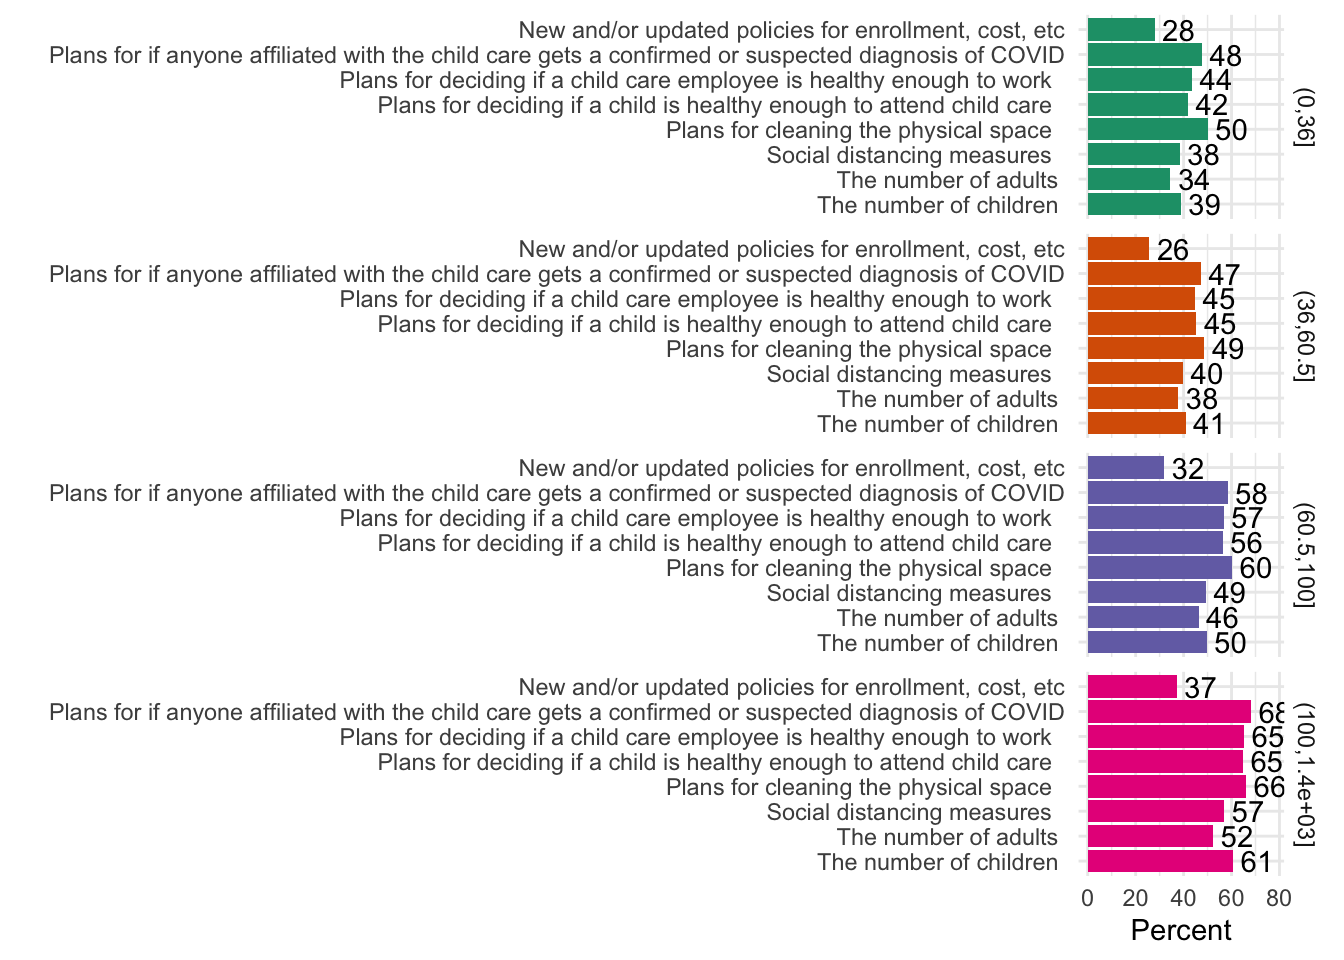 New and/or updated policies for enrollment, cost, etc 28
Plans for if anyone affiliated with the child care gets a confirmed or suspected diagnosis of COVID 48
Plans for deciding if a child care employee is healthy enough to work 44
Plans for deciding if a child is healthy enough to attend child care 42
Plans for cleaning the physical space 50
Social distancing measures 38
The number of adults 34
The number of children 39
(0,36]
New and/or updated policies for enrollment, cost, etc 26
Plans for if anyone affiliated with the child care gets a confirmed or suspected diagnosis of COVID 47
Plans for deciding if a child care employee is healthy enough to work 45
Plans for deciding if a child is healthy enough to attend child care 45
Plans for cleaning the physical space 49
Social distancing measures 40
The number of adults 38
The number of children 41
(36,60.5]
New and/or updated policies for enrollment, cost, etc 32
Plans for if anyone affiliated with the child care gets a confirmed or suspected diagnosis of COVID 58
Plans for deciding if a child care employee is healthy enough to work 57
Plans for deciding if a child is healthy enough to attend child care 56
Plans for cleaning the physical space 60
Social distancing measures 49
The number of adults 46
The number of children 50
(60.5,100]
New and/or updated policies for enrollment, cost, etc 37
Plans for if anyone affiliated with the child care gets a confirmed or suspected diagnosis of COVID 68
Plans for deciding if a child care employee is healthy enough to work 65
Plans for deciding if a child is healthy enough to attend child care 65
Plans for cleaning the physical space 66
Social distancing measures 57
The number of adults 52
The number of children 61
(100,1.4e+03]
0 20 40 60 80
Percent